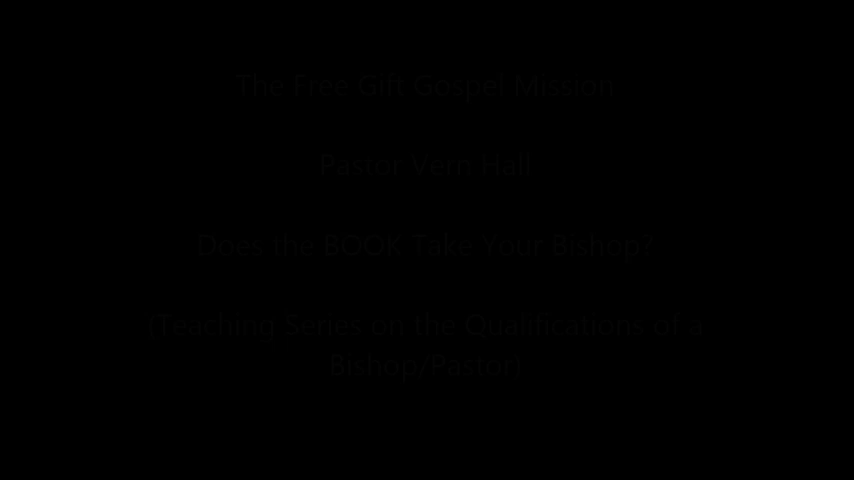 The Free Gift Gospel Mission
Pastor Vern Hall
Does the BOOK Take Your Bishop?
(Teaching Series on the Qualifications of a
Bishop/Pastor)